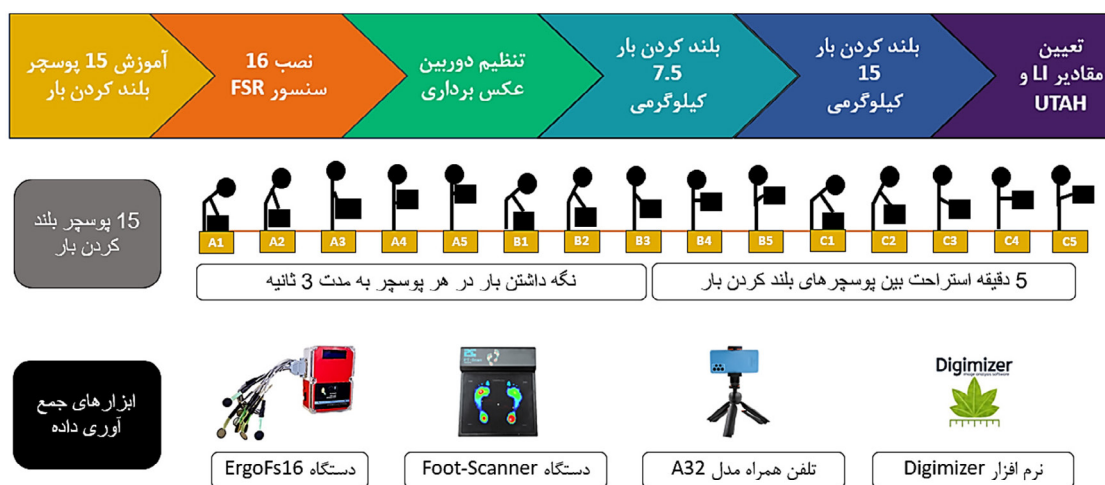 آموزش 15 پوسچر
بلند کردن بار
نصب 16
سنسور FSR
تنظیم دوربین
عکس برداری
بلند کردن بار
7.5
کیلوگرمی
بلند کردن بار
15
کیلوگرمی
تعیین
مقادیر LI و
UTAH
15 پوسچر بلند
کردن بار
A1 A2 A3 A4 A5 B1 B2 B3 B4 B5 C1 C2 C3 C4 C5
نگه داشتن بار در هر پوسچر به مدت 3 ثانیه
5 دقیقه استراحت بین پوسچرهای بلند کردن بار
ابزارهای جمع
آوری داده
Digimizer
image analysis software
دستگاه ErgoFs16
دستگاه Foot-Scanner
تلفن همراه مدل A32
نرم افزار Digimizer